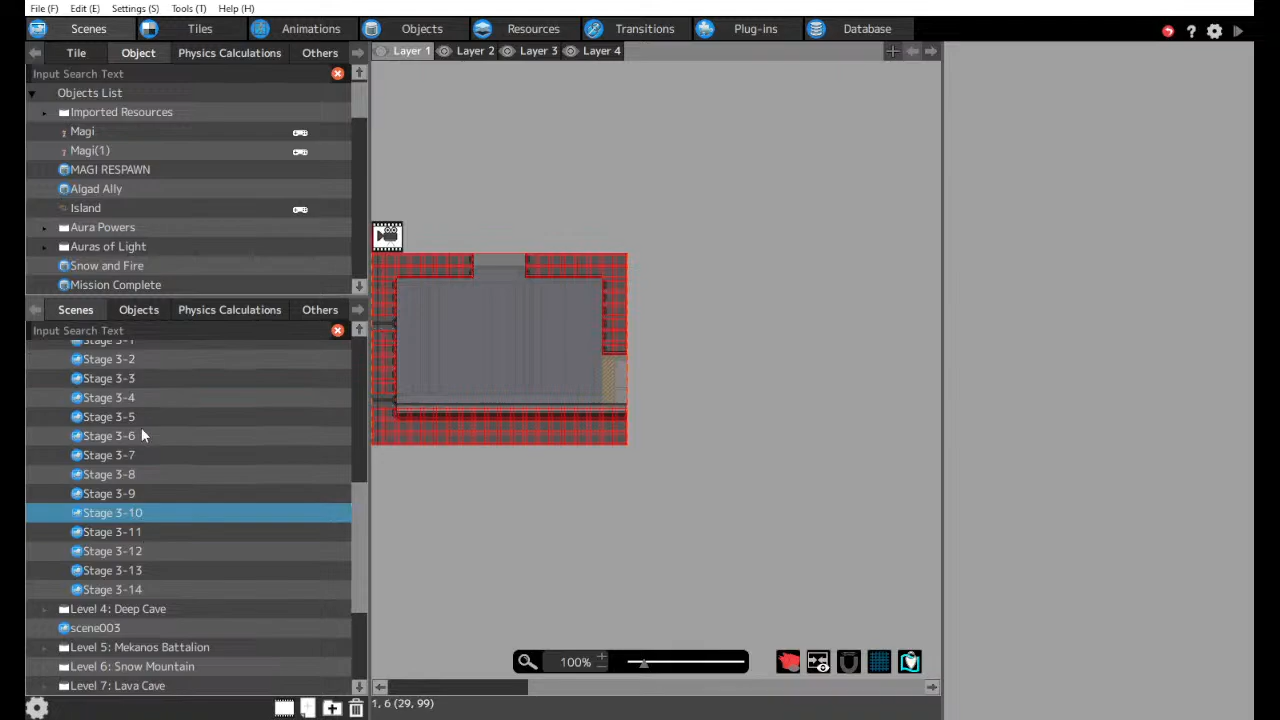 File (F) Edit (E) Settings (S) Tools (T) Help (H)
Scenes Tiles Animations Objects Resources Transitions Plug-ins Database
Tile Object Physics Calculations Others
Layer 1 Layer 2 Layer 3 Layer 4
Input Search Text
Objects List
Imported Resources
Magi
Magi(1)
MAGI RESPAWN
Algad Ally
Island
Aura Powers
Auras of Light
Snow and Fire
Mission Complete
Scenes Objects Physics Calculations Others
Input Search Text
Stage 3-1
Stage 3-2
Stage 3-3
Stage 3-4
Stage 3-5
Stage 3-6
Stage 3-7
Stage 3-8
Stage 3-9
Stage 3-10
Stage 3-11
Stage 3-12
Stage 3-13
Stage 3-14
Level 4: Deep Cave
scene003
Level 5: Mekanos Battalion
Level 6: Snow Mountain
Level 7: Lava Cave
100%
1, 6 (29, 99)